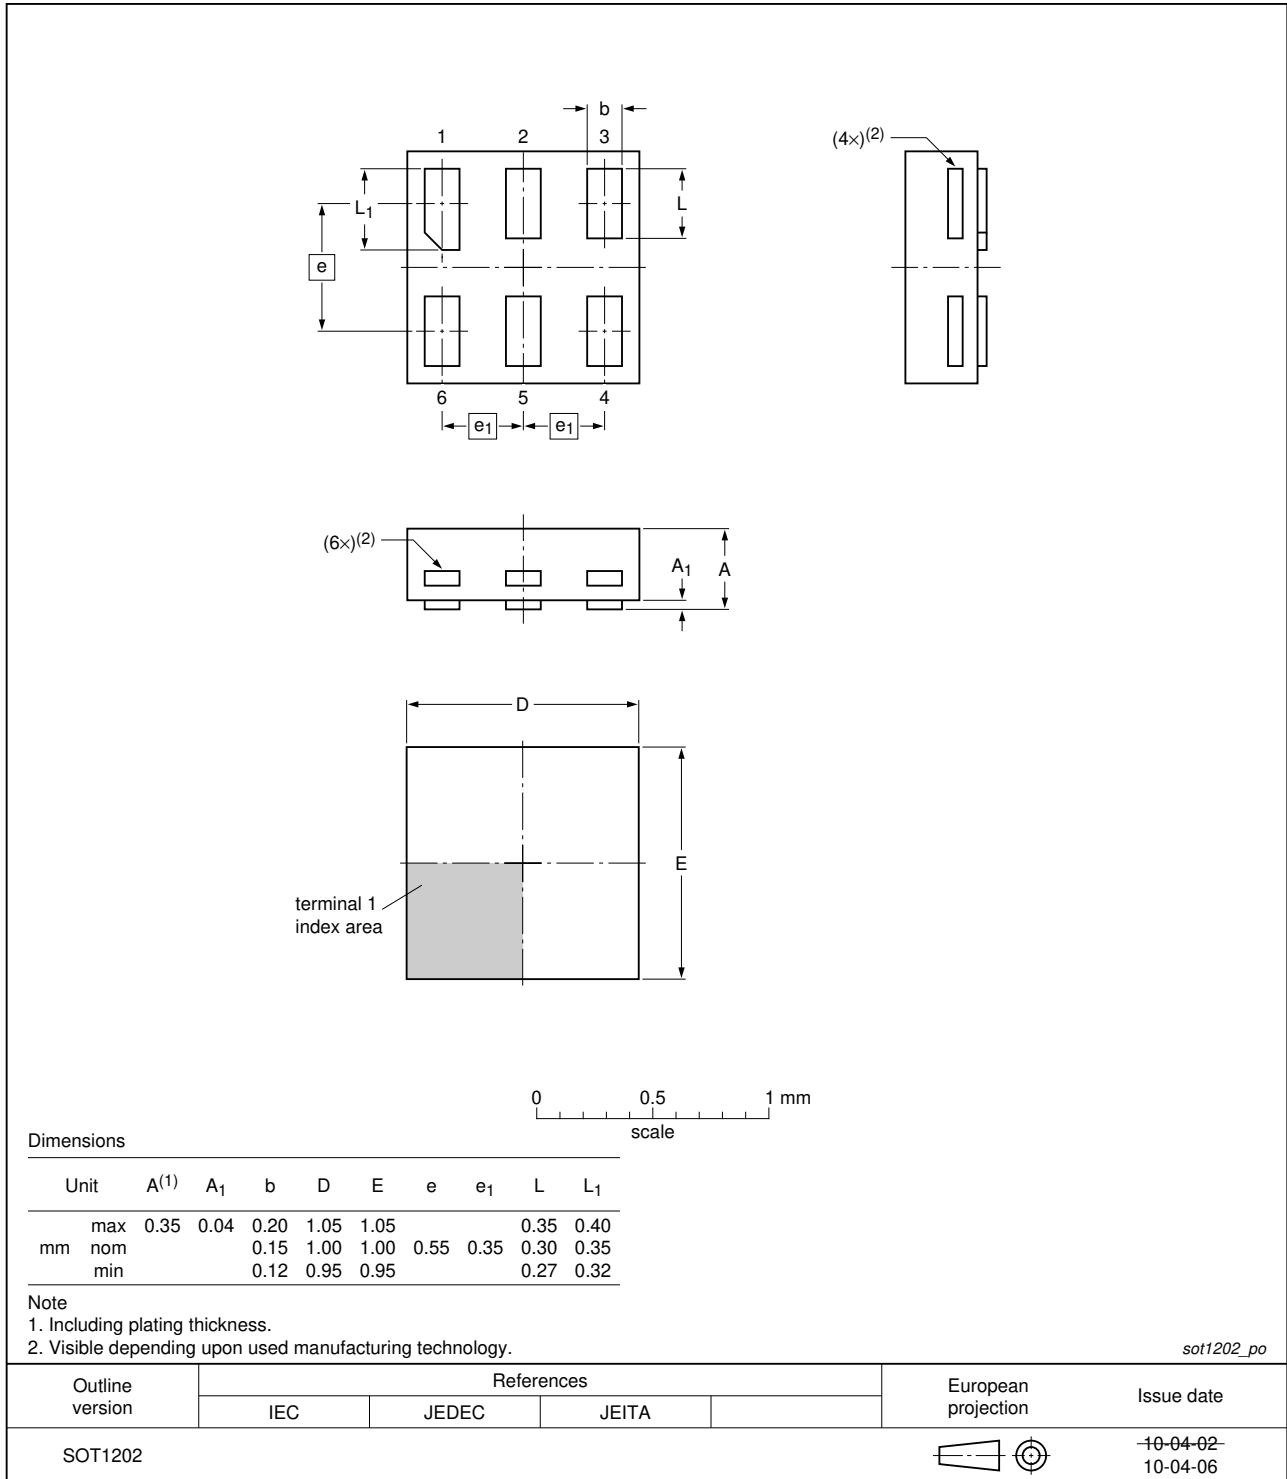 b
1 2 3
(4×)(2)
L1
L
e
6 5 4
e1 e1
(6×)(2)
A1 A
D
E
terminal 1
index area
0 0.5 1 mm
scale
Dimensions
Unit A(1) A1 b D E e e1 L L1
max 0.35 0.04 0.20 1.05 1.05 0.35 0.40
mm nom 0.15 1.00 1.00 0.55 0.35 0.30 0.35
min 0.12 0.95 0.95 0.27 0.32
Note
1. Including plating thickness.
2. Visible depending upon used manufacturing technology.
sot1202_po
Outline
version
References
IEC JEDEC JEITA
European
projection
Issue date
SOT1202
10-04-02
10-04-06